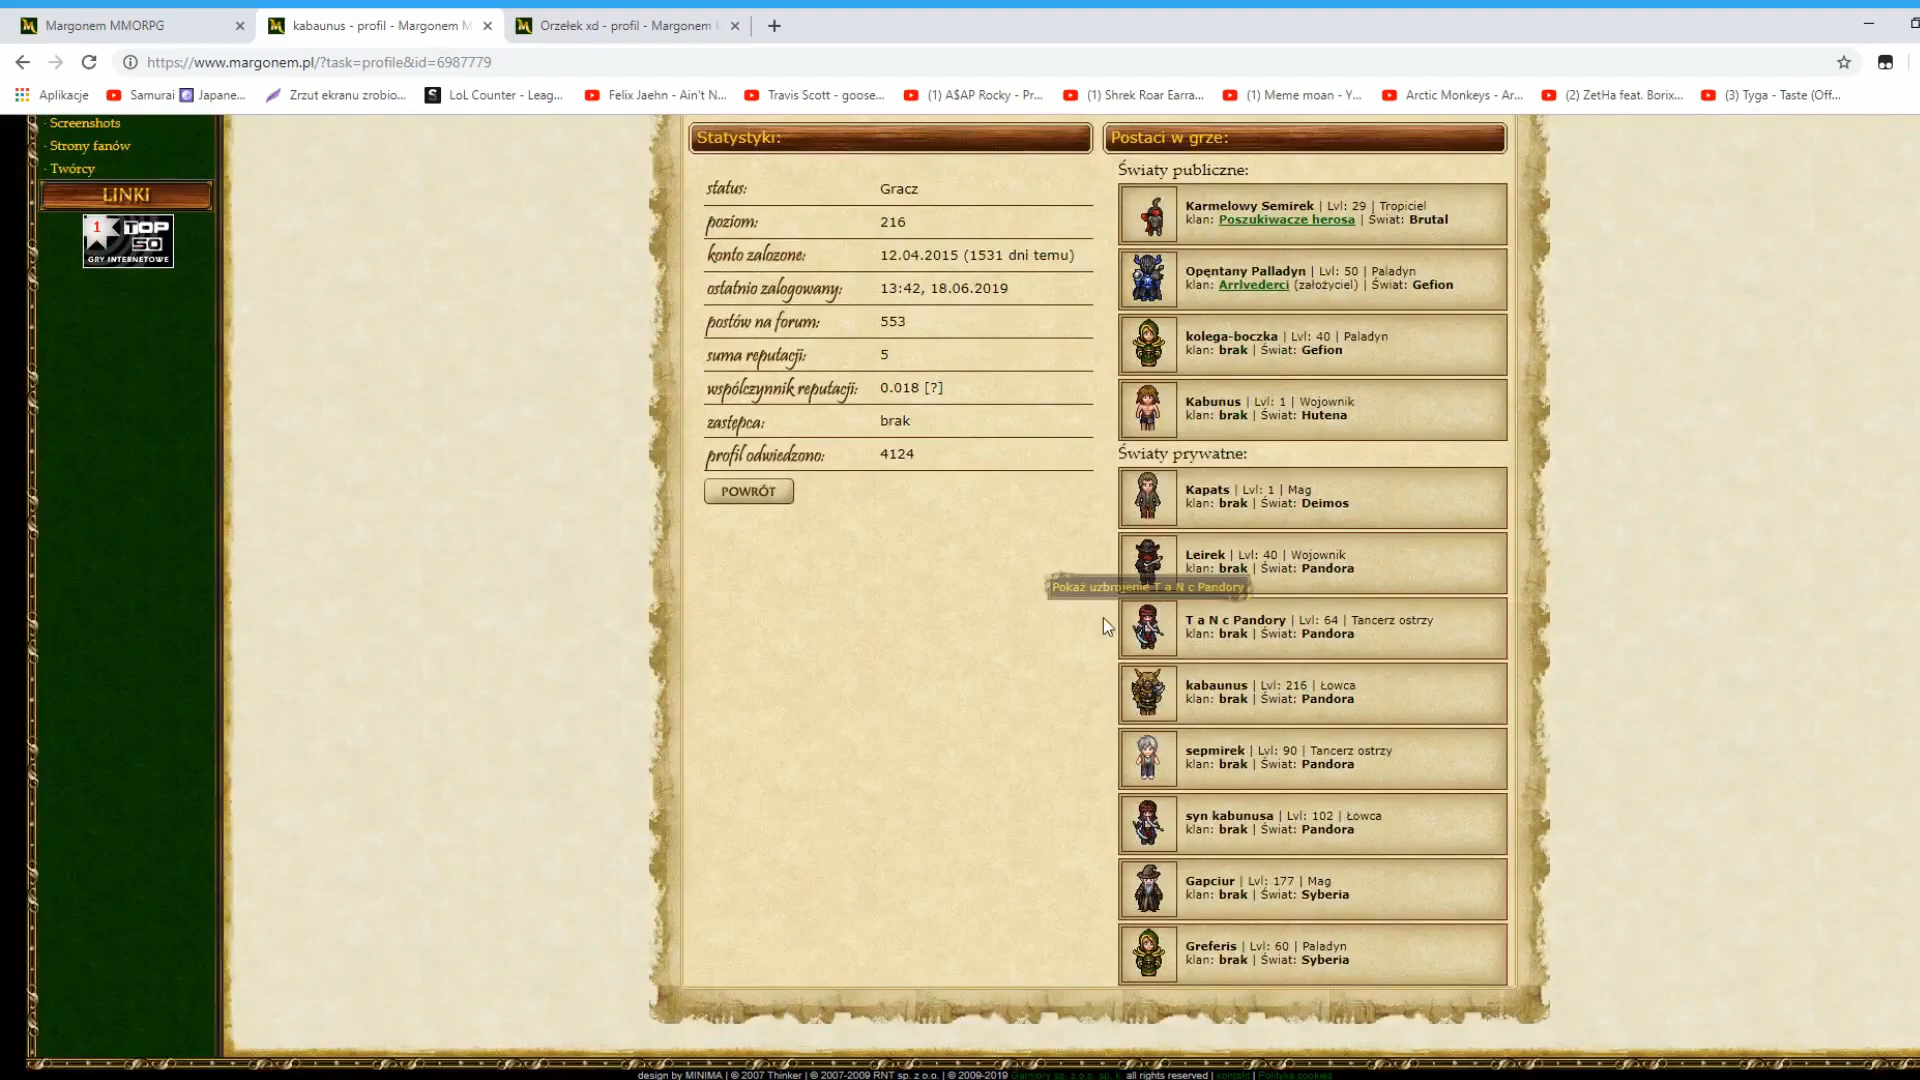 Margonem MMORPG
kabaunus - profil - Margonem M
Orzełek xd - profil - Margonem
https://www.margonem.pl/?task=profile&id=6987779
Aplikacje
Samurai
Japane...
Zrzut ekranu zrobio...
LoL Counter - Leag...
Felix Jaehn - Ain't N...
Travis Scott - goose...
(1) A$AP Rocky - Pr...
(1) Shrek Roar Earra...
(1) Meme moan - Y...
Arctic Monkeys - Ar...
(2) ZetHa feat. Borix...
(3) Tyga - Taste (Off...
- Screenshots
- Strony fanów
- Twórcy
LINKI
1 TOP
50
GRY INTERNETOWE
Statystyki:
status: Gracz
poziom: 216
konto założone: 12.04.2015 (1531 dni temu)
ostatnio zalogowany: 13:42, 18.06.2019
postów na forum: 553
suma reputacji: 5
współczynnik reputacji: 0.018 [?]
zastępca: brak
profil odwiedzono: 4124
POWRÓT
Postaci w grze:
Światy publiczne:
Karmelowy Semirek | Lvl: 29 | Tropiciel
klan: Poszukiwacze herosa | Świat: Brutal
Opęntany Palladyn | Lvl: 50 | Paladyn
klan: Arrlvederci (założyciel) | Świat: Gefion
kolega-boczka | Lvl: 40 | Paladyn
klan: brak | Świat: Gefion
Kabunus | Lvl: 1 | Wojownik
klan: brak | Świat: Hutena
Światy prywatne:
Kapats | Lvl: 1 | Mag
klan: brak | Świat: Deimos
Leirek | Lvl: 40 | Wojownik
klan: brak | Świat: Pandora
Pokaż uzbrojenie T a N c Pandory
T a N c Pandory | Lvl: 64 | Tancerz ostrzy
klan: brak | Świat: Pandora
kabaunus | Lvl: 216 | Łowca
klan: brak | Świat: Pandora
sepmirek | Lvl: 90 | Tancerz ostrzy
klan: brak | Świat: Pandora
syn kabunusa | Lvl: 102 | Łowca
klan: brak | Świat: Pandora
Gapciur | Lvl: 177 | Mag
klan: brak | Świat: Syberia
Greferis | Lvl: 60 | Paladyn
klan: brak | Świat: Syberia
design by MINIMA | © 2007 Thinker | © 2007-2009 RNT sp. z o.o. | © 2009-2019 Garmory sp. z o.o. sp. k. all rights reserved | kontakt | Polityka cookies